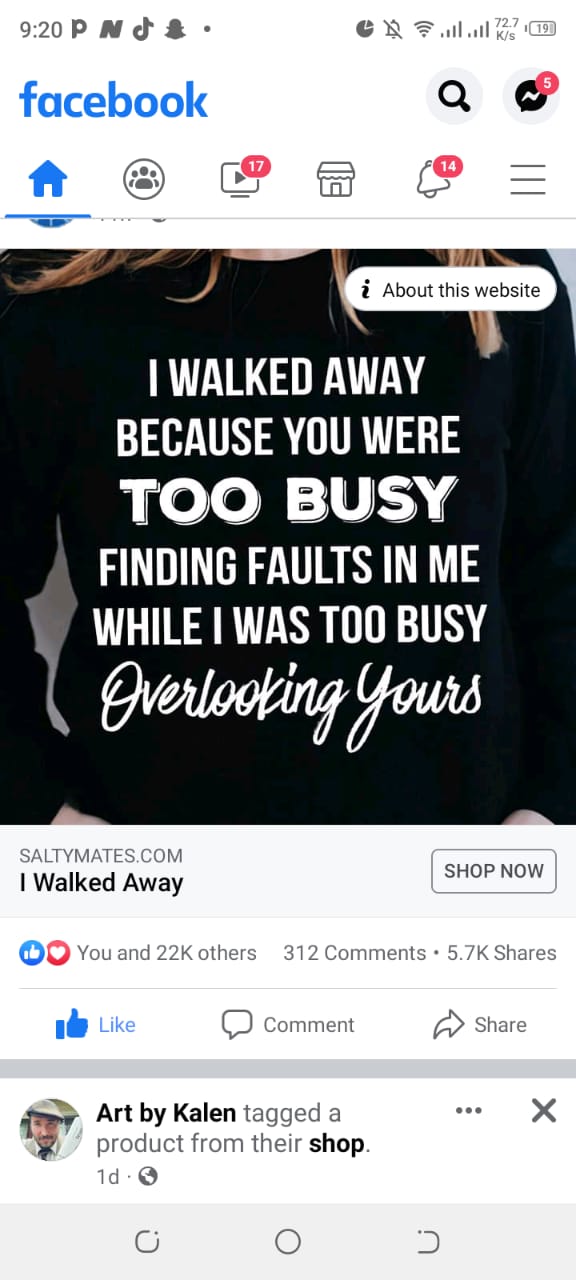 9:20
72.7
K/s
19
facebook
5
17
14
i About this website
I WALKED AWAY
BECAUSE YOU WERE
TOO BUSY
FINDING FAULTS IN ME
WHILE I WAS TOO BUSY
Overlooking Yours
SALTYMATES.COM
I Walked Away
SHOP NOW
You and 22K others 312 Comments • 5.7K Shares
Like Comment Share
Art by Kalen tagged a
product from their shop.
1d ·